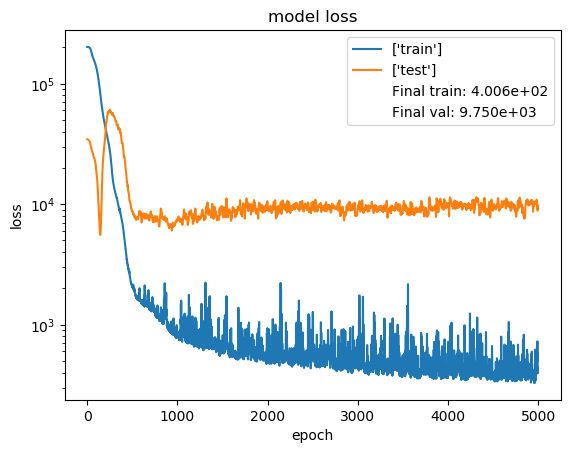 model loss
['train']
['test']
Final train: 4.006e+02
Final val: 9.750e+03
10^5
10^4
10^3
loss
0 1000 2000 3000 4000 5000
epoch